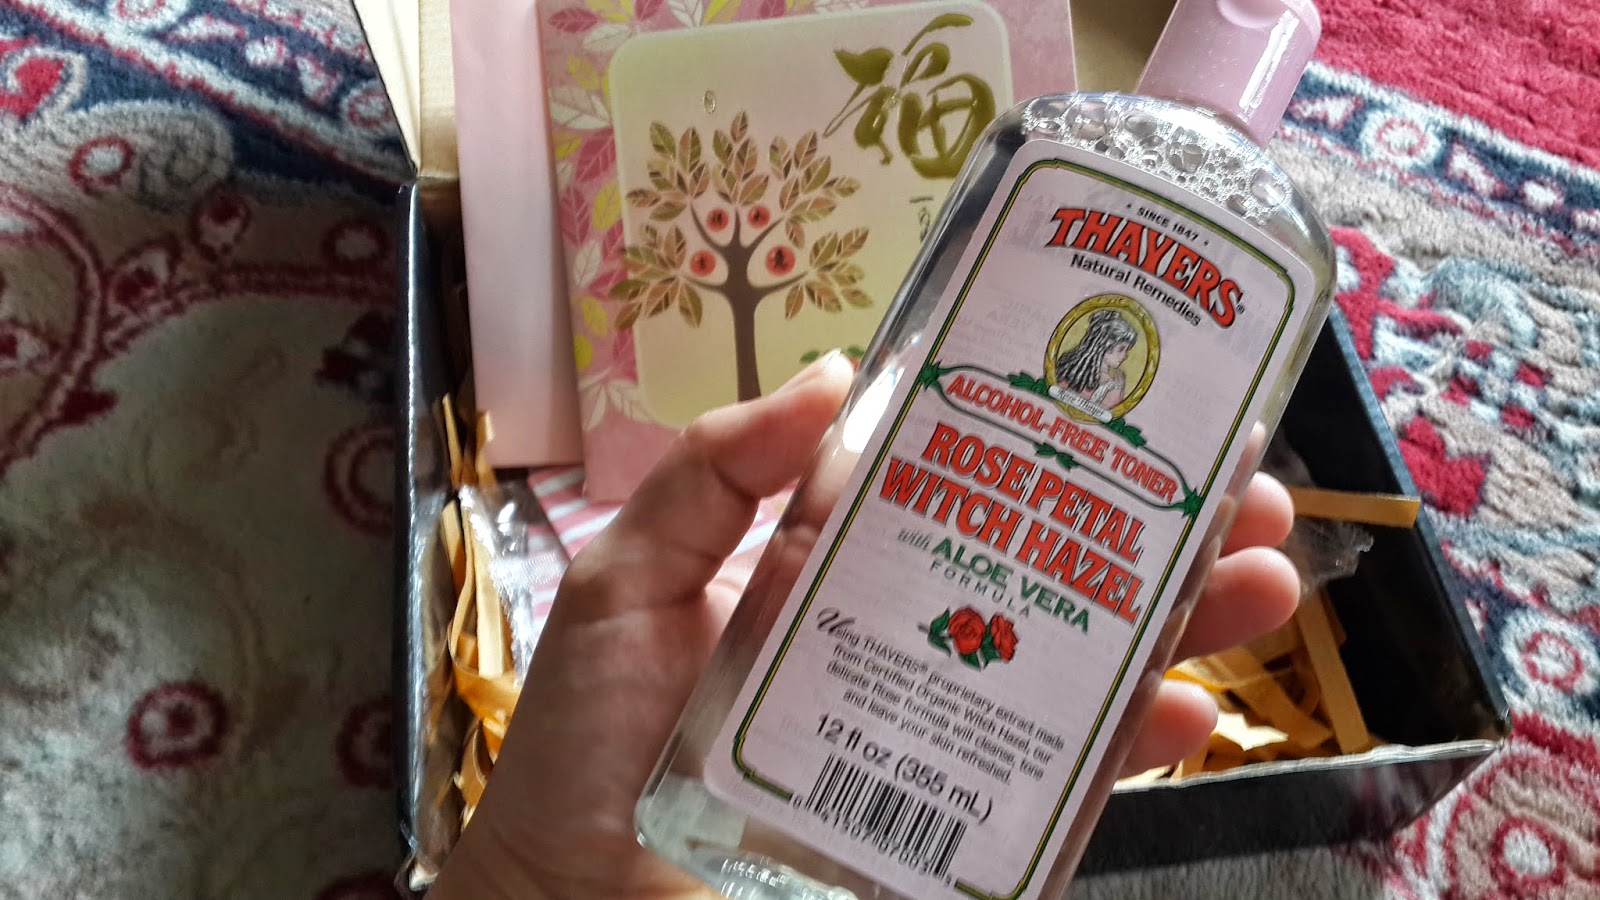 福
• SINCE 1847 •
THAYERS®
Natural Remedies
ALCOHOL-FREE TONER
ROSE PETAL
WITCH HAZEL
with ALOE VERA
FORMULA
Using THAYERS® proprietary extract made
from Certified Organic Witch Hazel, our
delicate Rose formula will cleanse, tone
and leave your skin refreshed.
12 fl oz (355 mL)